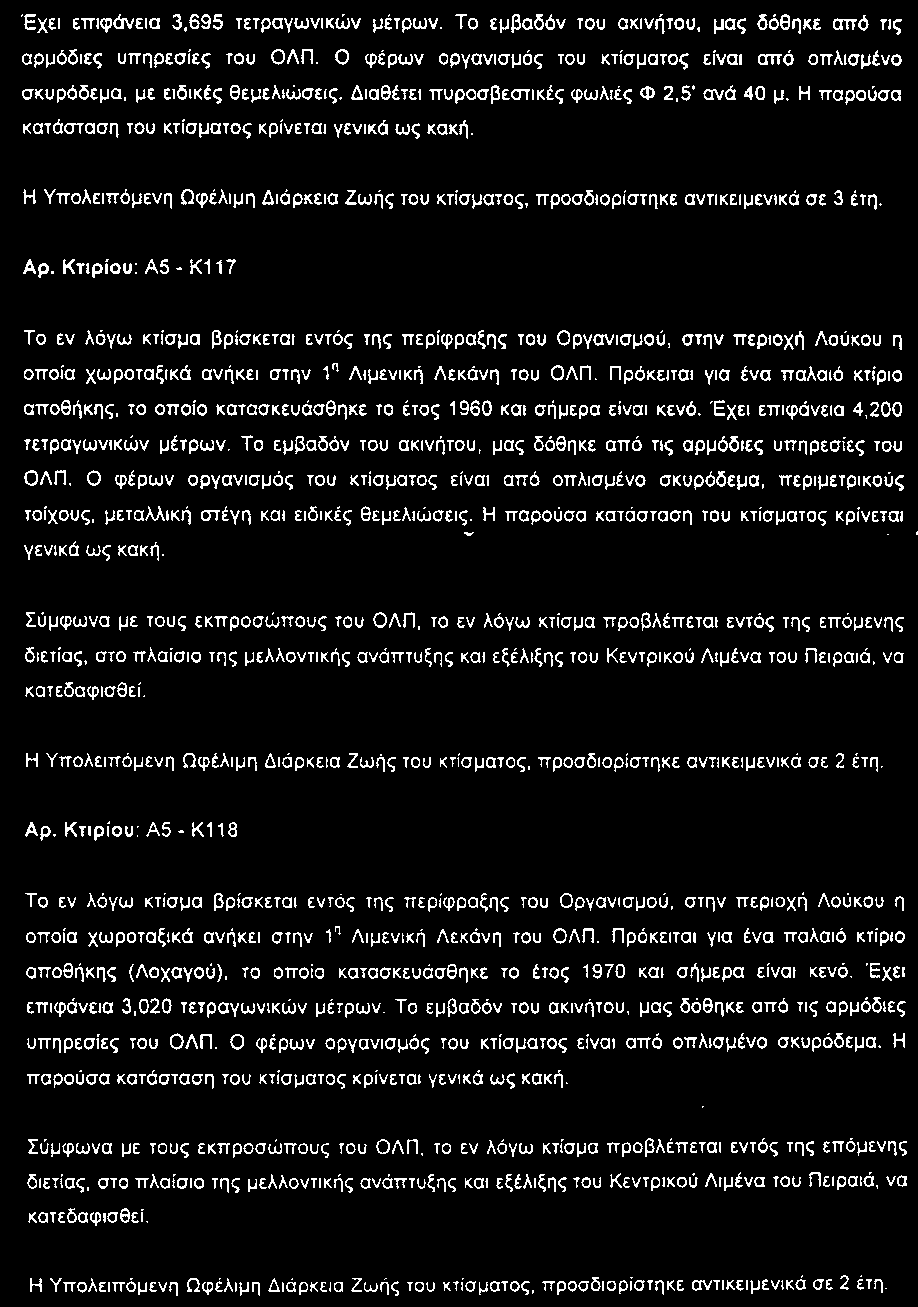 Έχει επιφάνεια 3,695 τετραγωνικών μέτρων. Το εμβαδόν του ακινήτου, μας δόθηκε από τις
αρμόδιες υπηρεσίες του ΟΛΠ. Ο φέρων οργανισμός του κτίσματος είναι από οπλισμένο
σκυρόδεμα, με ειδικές θεμελιώσεις. Διαθέτει πυροσβεστικές φωλιές Φ 2,5' ανά 40 μ. Η παρούσα
κατάσταση του κτίσματος κρίνεται γενικά ως κακή.
Η Υπολειπόμενη Ωφέλιμη Διάρκεια Ζωής του κτίσματος, προσδιορίστηκε αντικειμενικά σε 3 έτη.
Αρ. Κτιρίου: Α5 - Κ117
Το εν λόγω κτίσμα βρίσκεται εντός της περίφραξης του Οργανισμού, στην περιοχή Λούκου η
οποία χωροταξικά ανήκει στην 1η Λιμενική Λεκάνη του ΟΛΠ. Πρόκειται για ένα παλαιό κτίριο
αποθήκης, το οποίο κατασκευάσθηκε το έτος 1960 και σήμερα είναι κενό. Έχει επιφάνεια 4,200
τετραγωνικών μέτρων. Το εμβαδόν του ακινήτου, μας δόθηκε από τις αρμόδιες υπηρεσίες του
ΟΛΠ. Ο φέρων οργανισμός του κτίσματος είναι από οπλισμένο σκυρόδεμα, περιμετρικούς
τοίχους, μεταλλική στέγη και ειδικές θεμελιώσεις. Η παρούσα κατάσταση του κτίσματος κρίνεται
γενικά ως κακή.
Σύμφωνα με τους εκπροσώπους του ΟΛΠ, το εν λόγω κτίσμα προβλέπεται εντός της επόμενης
διετίας, στο πλαίσιο της μελλοντικής ανάπτυξης και εξέλιξης του Κεντρικού Λιμένα του Πειραιά, να
κατεδαφισθεί.
Η Υπολειπόμενη Ωφέλιμη Διάρκεια Ζωής του κτίσματος, προσδιορίστηκε αντικειμενικά σε 2 έτη.
Αρ. Κτιρίου: Α5 - Κ118
Το εν λόγω κτίσμα βρίσκεται εντός της περίφραξης του Οργανισμού, στην περιοχή Λούκου η
οποία χωροταξικά ανήκει στην 1η Λιμενική Λεκάνη του ΟΛΠ. Πρόκειται για ένα παλαιό κτίριο
αποθήκης (Λοχαγού), το οποίο κατασκευάσθηκε το έτος 1970 και σήμερα είναι κενό. Έχει
επιφάνεια 3,020 τετραγωνικών μέτρων. Το εμβαδόν του ακινήτου, μας δόθηκε από τις αρμόδιες
υπηρεσίες του ΟΛΠ. Ο φέρων οργανισμός του κτίσματος είναι από οπλισμένο σκυρόδεμα. Η
παρούσα κατάσταση του κτίσματος κρίνεται γενικά ως κακή.
Σύμφωνα με τους εκπροσώπους του ΟΛΠ, το εν λόγω κτίσμα προβλέπεται εντός της επόμενης
διετίας, στο πλαίσιο της μελλοντικής ανάπτυξης και εξέλιξης του Κεντρικού Λιμένα του Πειραιά, να
κατεδαφισθεί.
Η Υπολειπόμενη Ωφέλιμη Διάρκεια Ζωής του κτίσματος, προσδιορίστηκε αντικειμενικά σε 2 έτη.